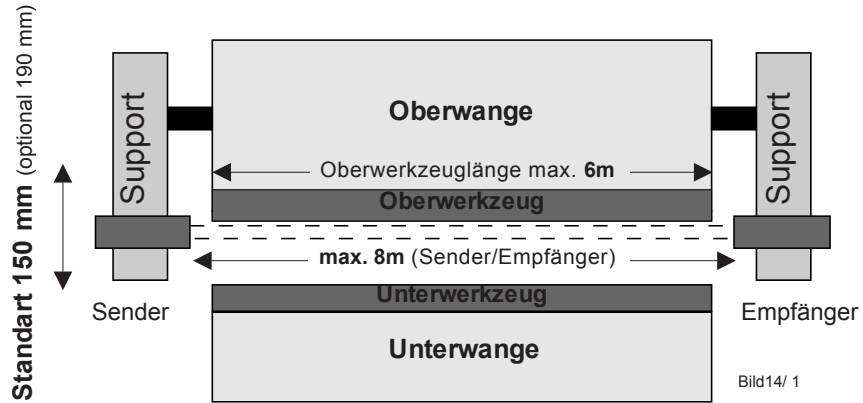 Standart 150 mm (optional 190 mm)
Support
Oberwange
Support
Oberwerkzeuglänge max. 6m
Oberwerkzeug
max. 8m (Sender/Empfänger)
Sender
Unterwerkzeug
Empfänger
Unterwange
Bild14/ 1